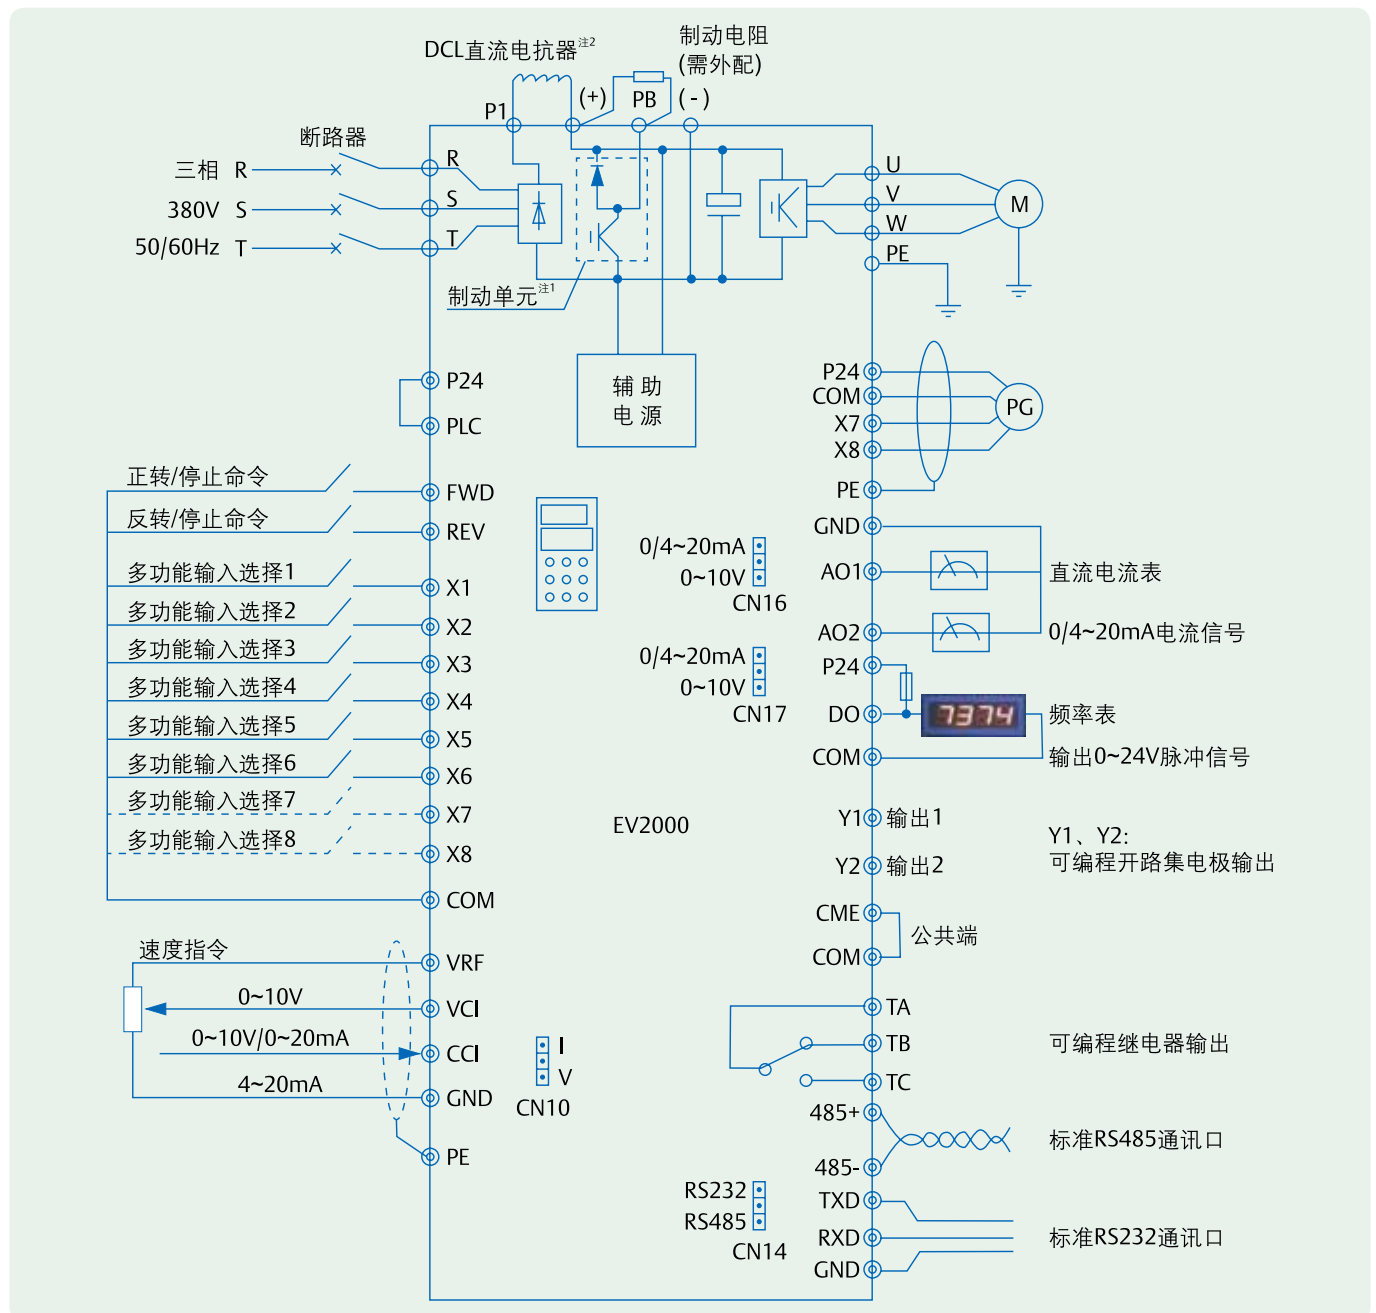 DCL直流电抗器注2
制动电阻
(需外配)
P1
(+)
PB
(-)
断路器
三相 R
380V S
50/60Hz T
R
S
T
制动单元注1
辅助
电源
U
V
W
PE
M
P24
PLC
正转/停止命令
FWD
反转/停止命令
REV
多功能输入选择1
X1
多功能输入选择2
X2
多功能输入选择3
X3
多功能输入选择4
X4
多功能输入选择5
X5
多功能输入选择6
X6
多功能输入选择7
X7
多功能输入选择8
X8
COM
速度指令
VRF
0~10V
VCI
0~10V/0~20mA
CCI
4~20mA
GND
PE
I
V
CN10
0/4~20mA
0~10V
CN16
0/4~20mA
0~10V
CN17
EV2000
RS232
RS485
CN14
P24
COM
X7
X8
PE
PG
GND
AO1
直流电流表
AO2
0/4~20mA电流信号
P24
DO
7374
频率表
COM
输出0~24V脉冲信号
Y1
输出1
Y2
输出2
Y1、Y2:
可编程开路集电极输出
CME
COM
公共端
TA
TB
TC
可编程继电器输出
485+
485-
标准RS485通讯口
TXD
RXD
GND
标准RS232通讯口